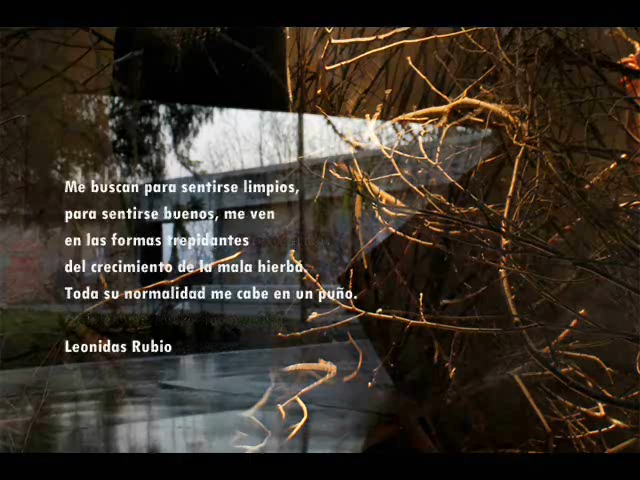 Me buscan para sentirse limpios,
para sentirse buenos, me ven
en las formas trepidantes
del crecimiento de la mala hierba.
Toda su normalidad me cabe en un puño.
Leonidas Rubio